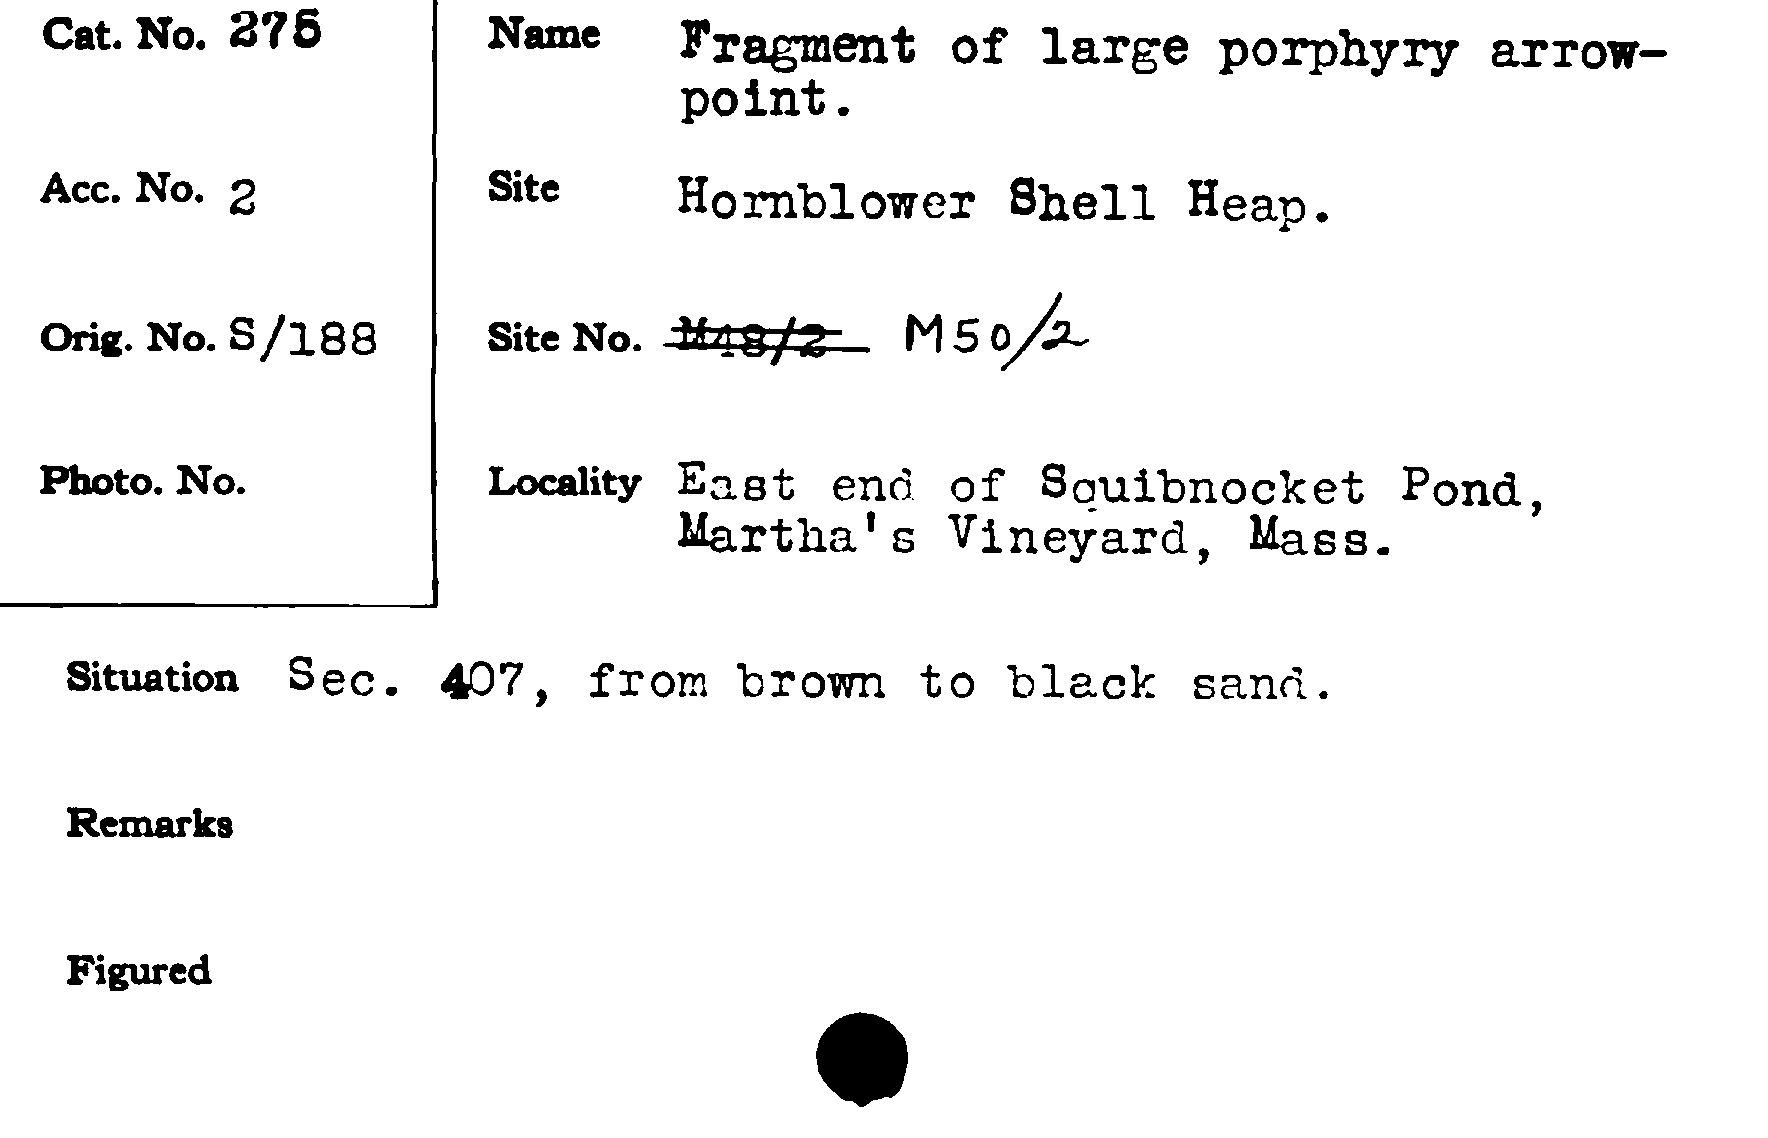 Cat. No. 275
Name Fragment of large porphyry arrow-
point.
Acc. No. 2
Site Hornblower Shell Heap.
Orig. No. S/188
Site No. M48/2 M50/2
Photo. No.
Locality East end of Squibnocket Pond,
Martha's Vineyard, Mass.
Situation Sec. 407, from brown to black sand.
Remarks
Figured